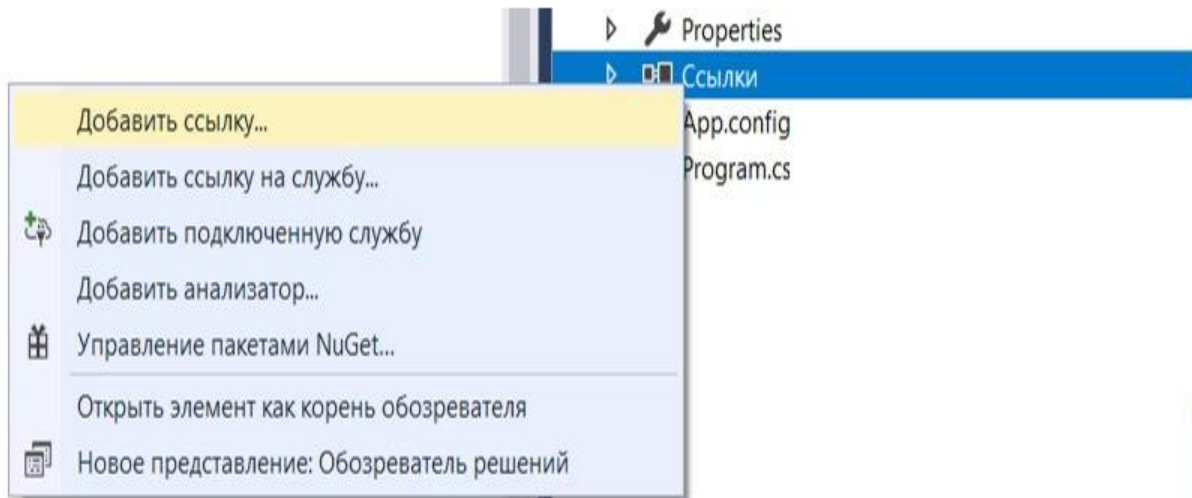 Properties
Ссылки
App.config
Program.cs
Добавить ссылку...
Добавить ссылку на службу...
Добавить подключенную службу
Добавить анализатор...
Управление пакетами NuGet...
Открыть элемент как корень обозревателя
Новое представление: Обозреватель решений